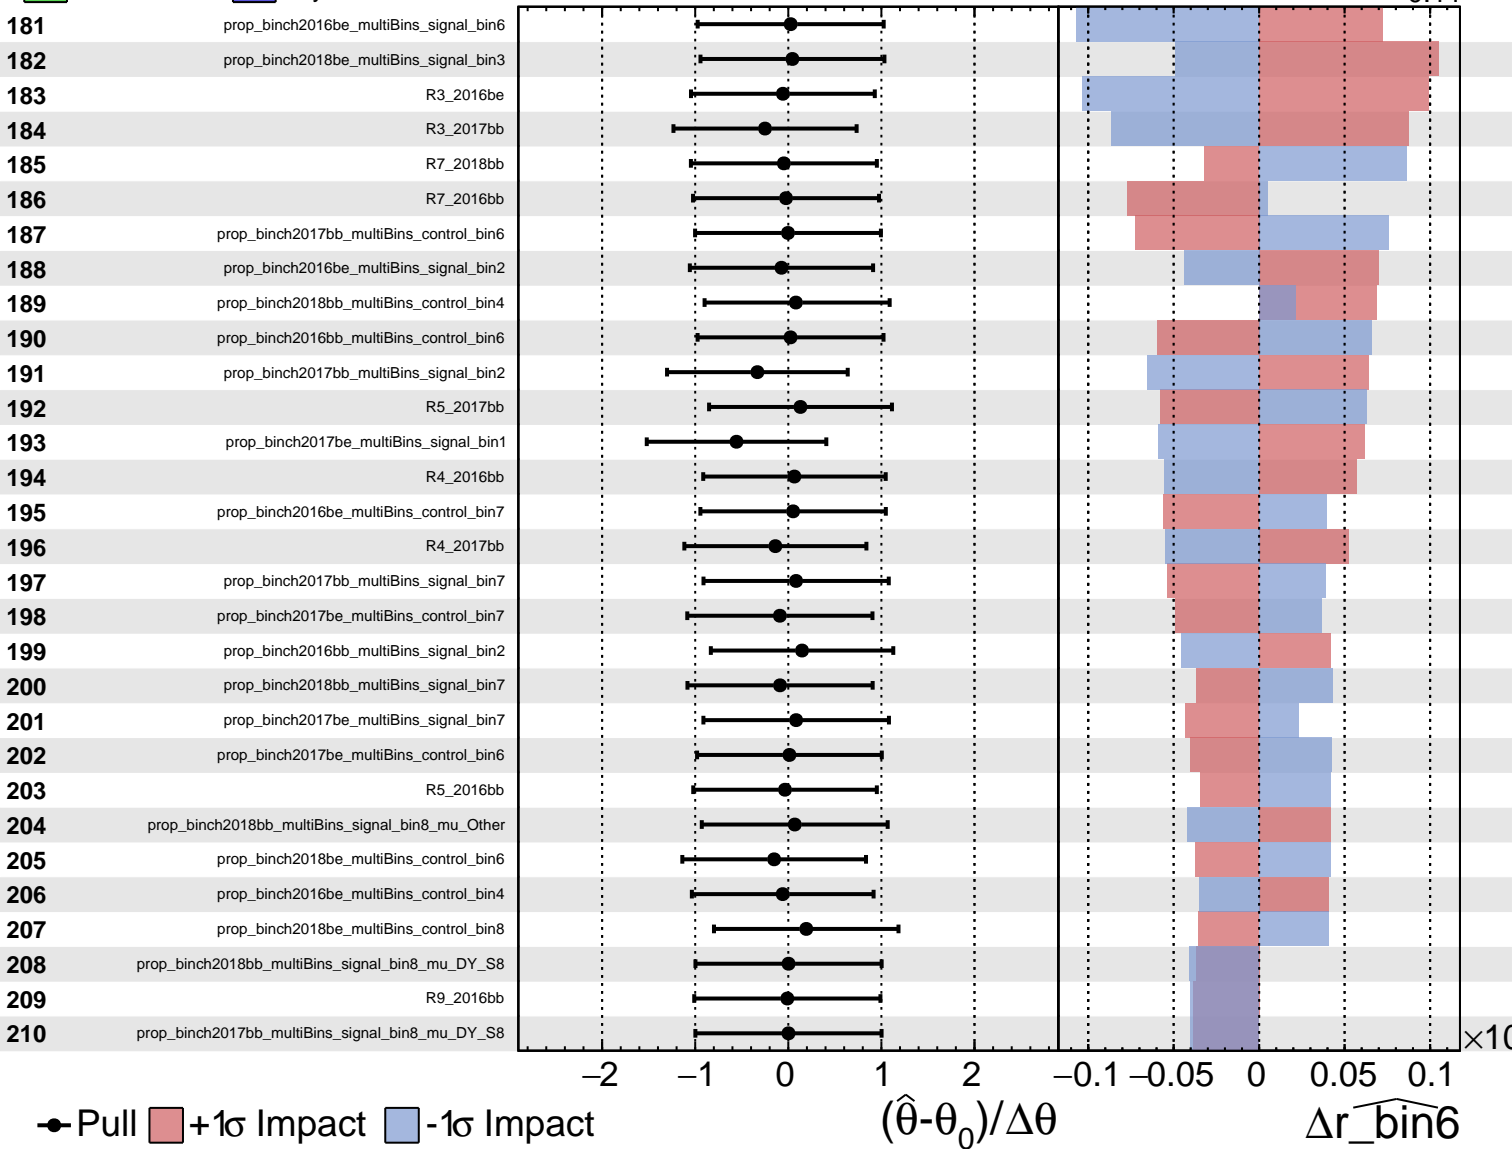 181 prop_binch2016be_multiBins_signal_bin6
182 prop_binch2018be_multiBins_signal_bin3
183 R3_2016be
184 R3_2017bb
185 R7_2018bb
186 R7_2016bb
187 prop_binch2017bb_multiBins_control_bin6
188 prop_binch2016be_multiBins_signal_bin2
189 prop_binch2018bb_multiBins_control_bin4
190 prop_binch2016bb_multiBins_control_bin6
191 prop_binch2017bb_multiBins_signal_bin2
192 R5_2017bb
193 prop_binch2017be_multiBins_signal_bin1
194 R4_2016bb
195 prop_binch2016be_multiBins_control_bin7
196 R4_2017bb
197 prop_binch2017bb_multiBins_signal_bin7
198 prop_binch2017be_multiBins_control_bin7
199 prop_binch2016bb_multiBins_signal_bin2
200 prop_binch2018bb_multiBins_signal_bin7
201 prop_binch2017be_multiBins_signal_bin7
202 prop_binch2017be_multiBins_control_bin6
203 R5_2016bb
204 prop_binch2018bb_multiBins_signal_bin8_mu_Other
205 prop_binch2018be_multiBins_control_bin6
206 prop_binch2016be_multiBins_control_bin4
207 prop_binch2018be_multiBins_control_bin8
208 prop_binch2018bb_multiBins_signal_bin8_mu_DY_S8
209 R9_2016bb
210 prop_binch2017bb_multiBins_signal_bin8_mu_DY_S8
×10
−2 −1 0 1 2 −0.1 −0.05 0 0.05 0.1
Pull +1σ Impact -1σ Impact (θ̂-θ₀)/Δθ Δr_bin6